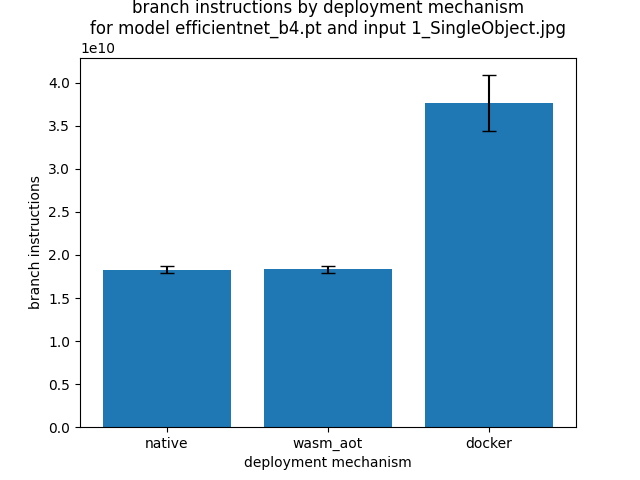 branch instructions by deployment mechanism
for model efficientnet_b4.pt and input 1_SingleObject.jpg
1e10
4.0
3.5
3.0
2.5
2.0
1.5
1.0
0.5
0.0
branch instructions
native
wasm_aot
docker
deployment mechanism